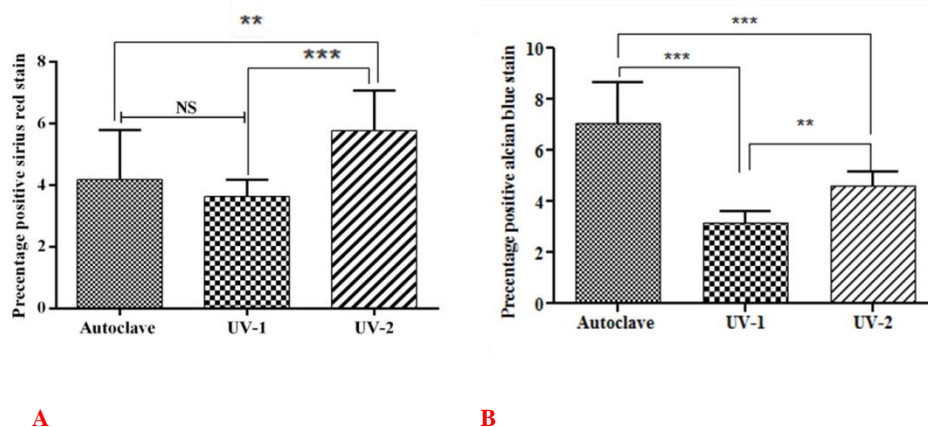 **
***
NS
8
6
4
2
0
Precentage positive sirius red stain
Autoclave UV-1 UV-2
A
***
***
**
10
8
6
4
2
0
Precentage positive alcian blue stain
Autoclave UV-1 UV-2
B